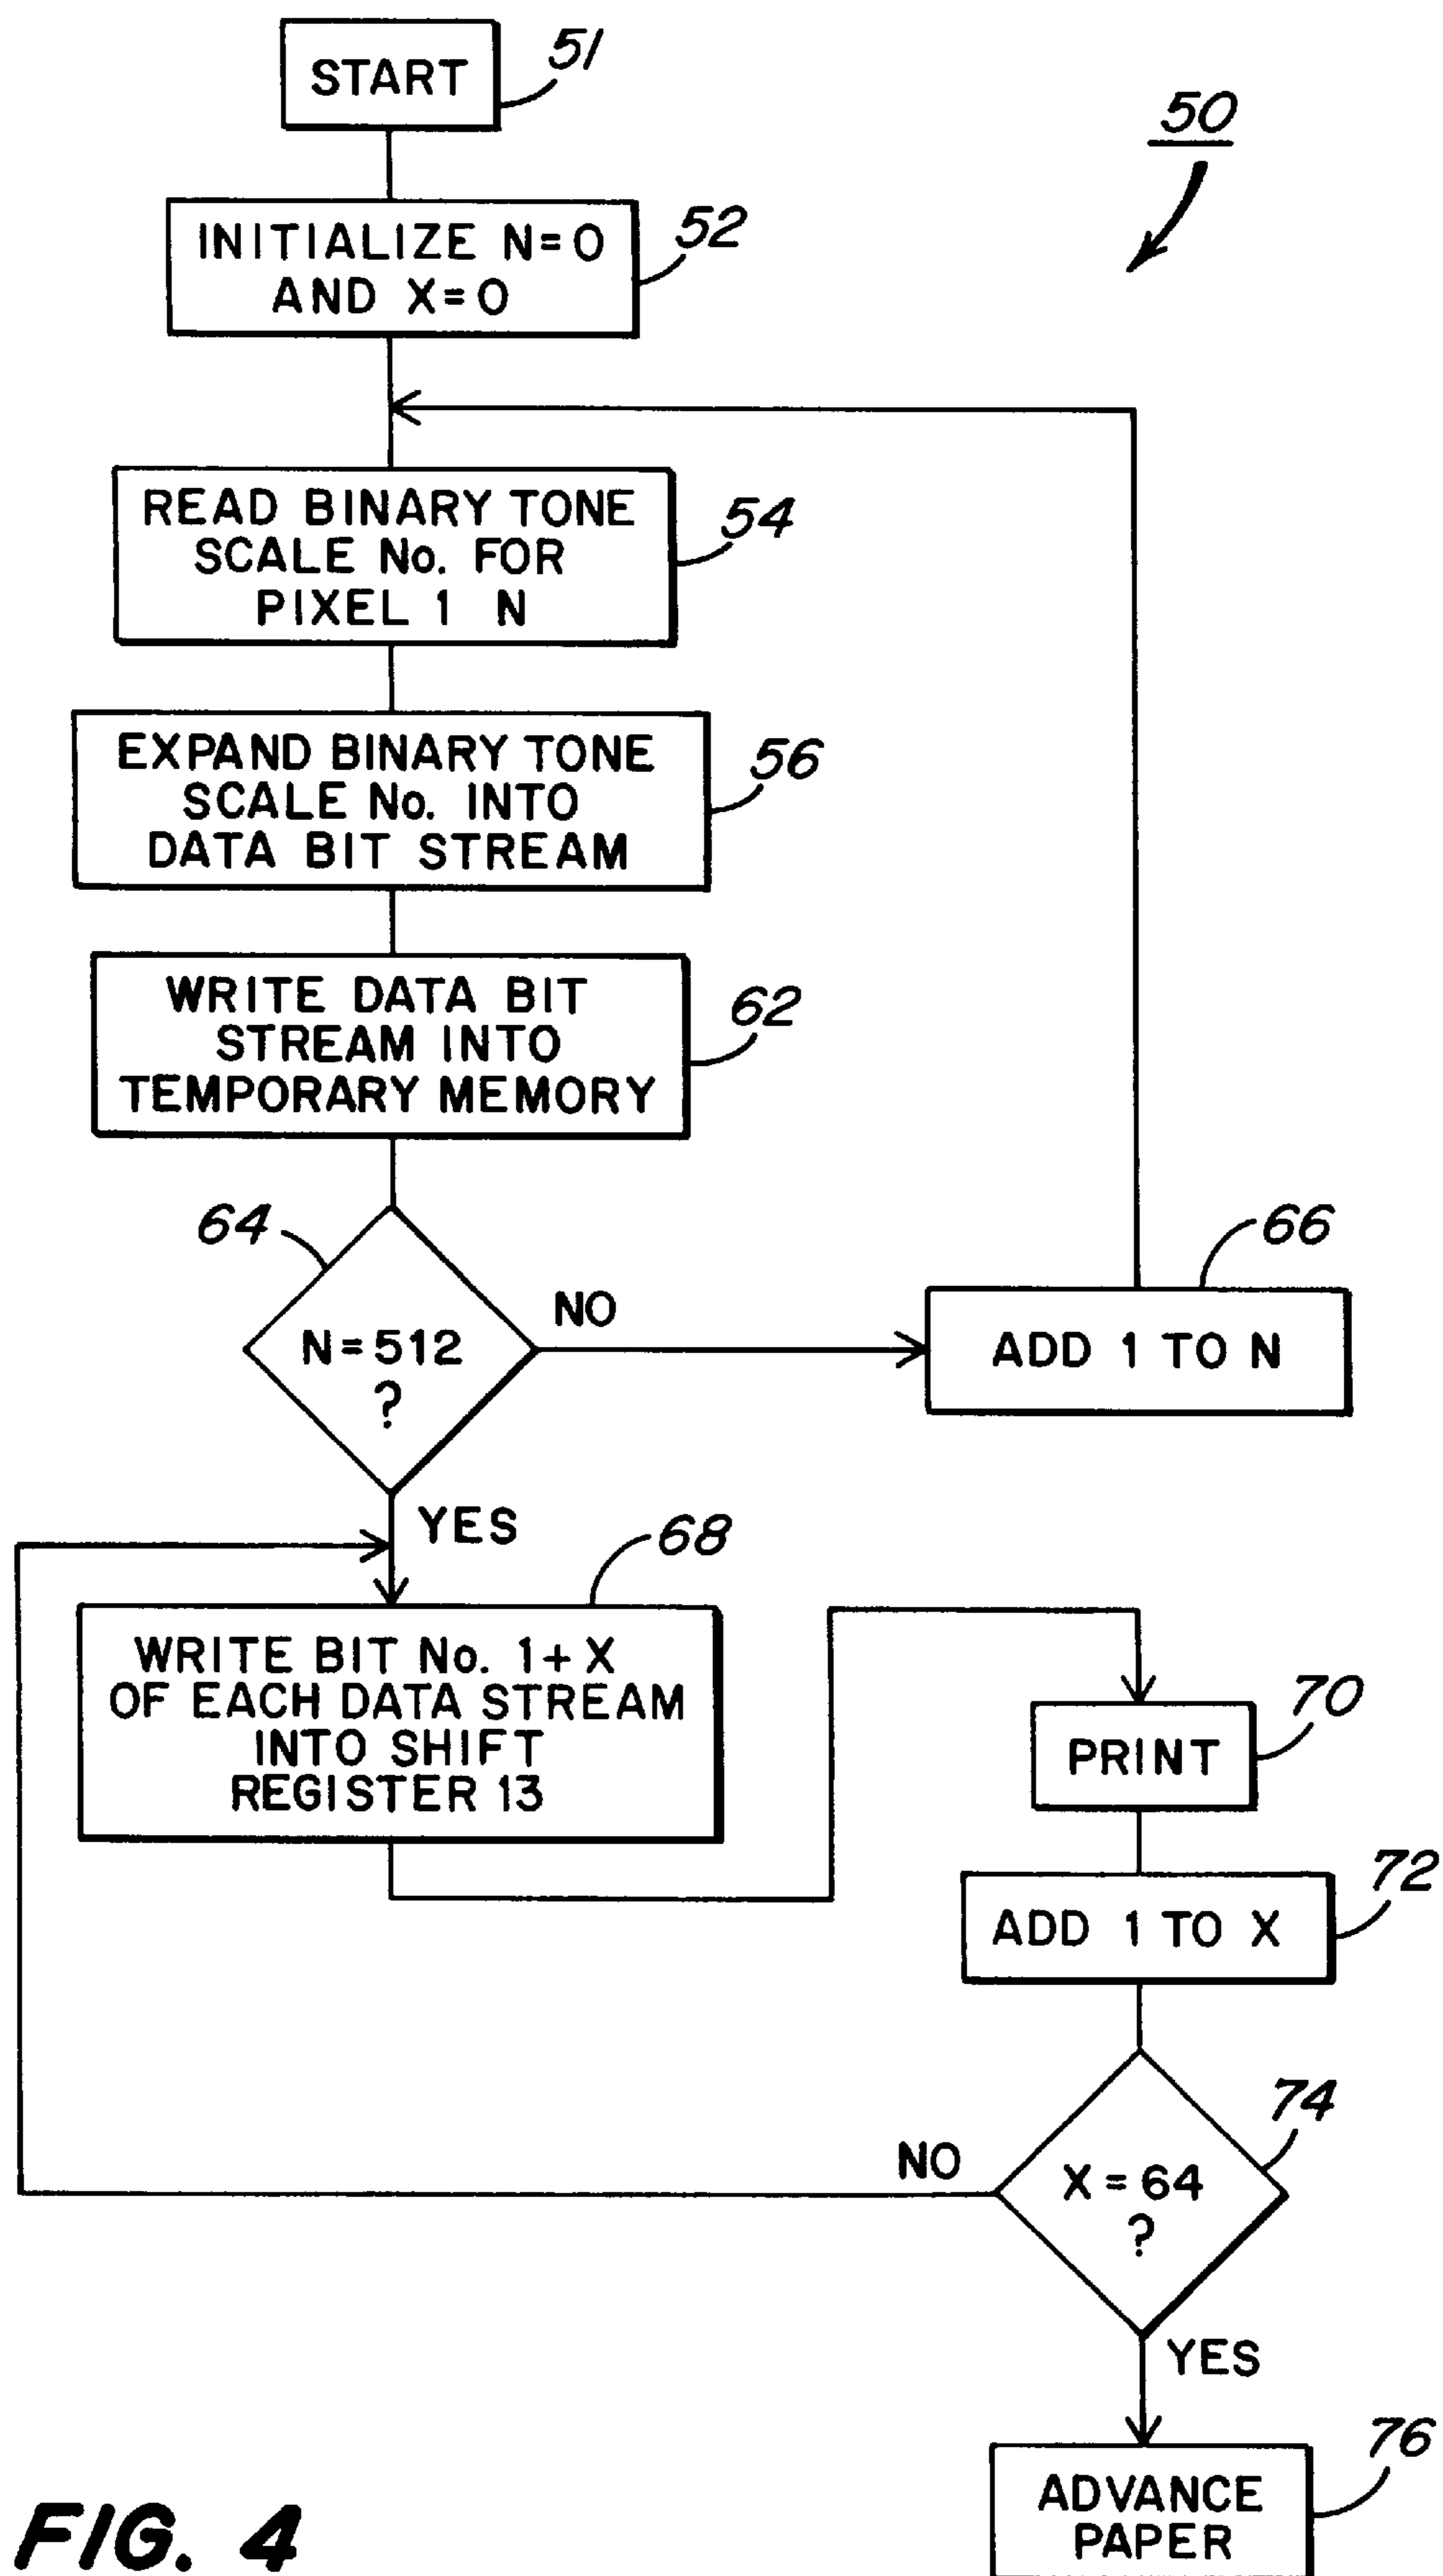 START
51
50
INITIALIZE N=0
AND X=0
52
READ BINARY TONE
SCALE No. FOR
PIXEL 1 N
54
EXPAND BINARY TONE
SCALE No. INTO
DATA BIT STREAM
56
WRITE DATA BIT
STREAM INTO
TEMPORARY MEMORY
62
64
N=512
?
NO
66
ADD 1 TO N
YES
68
WRITE BIT No. 1+X
OF EACH DATA STREAM
INTO SHIFT
REGISTER 13
70
PRINT
72
ADD 1 TO X
74
X=64
?
NO
YES
76
ADVANCE
PAPER
FIG. 4